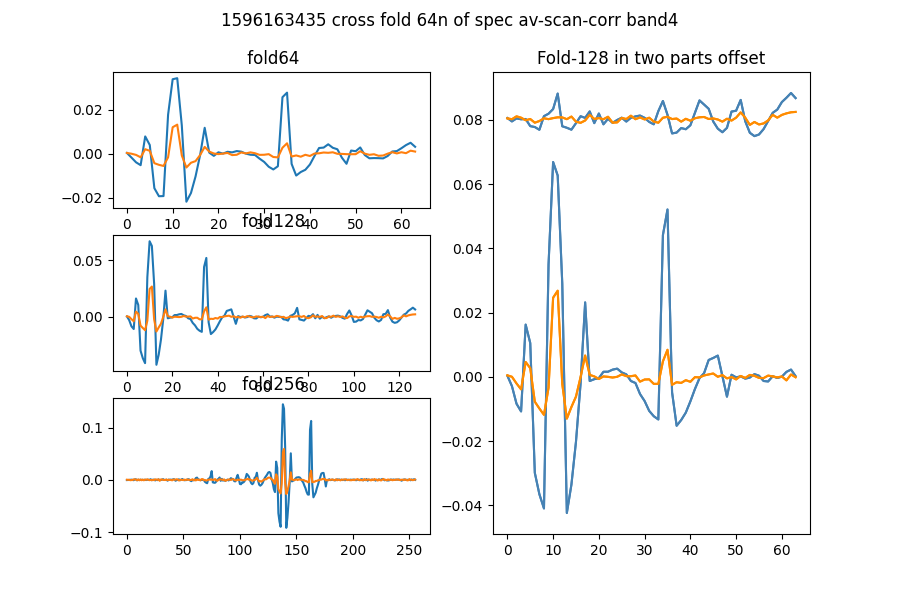 1596163435 cross fold 64n of spec av-scan-corr band4
fold64
0.02
0.00
−0.02
0 10 20 30 40 50 60
fold128
0.05
0.00
0 20 40 60 80 100 120
fold256
0.1
0.0
−0.1
0 50 100 150 200 250
Fold-128 in two parts offset
0.08
0.06
0.04
0.02
0.00
−0.02
−0.04
0 10 20 30 40 50 60